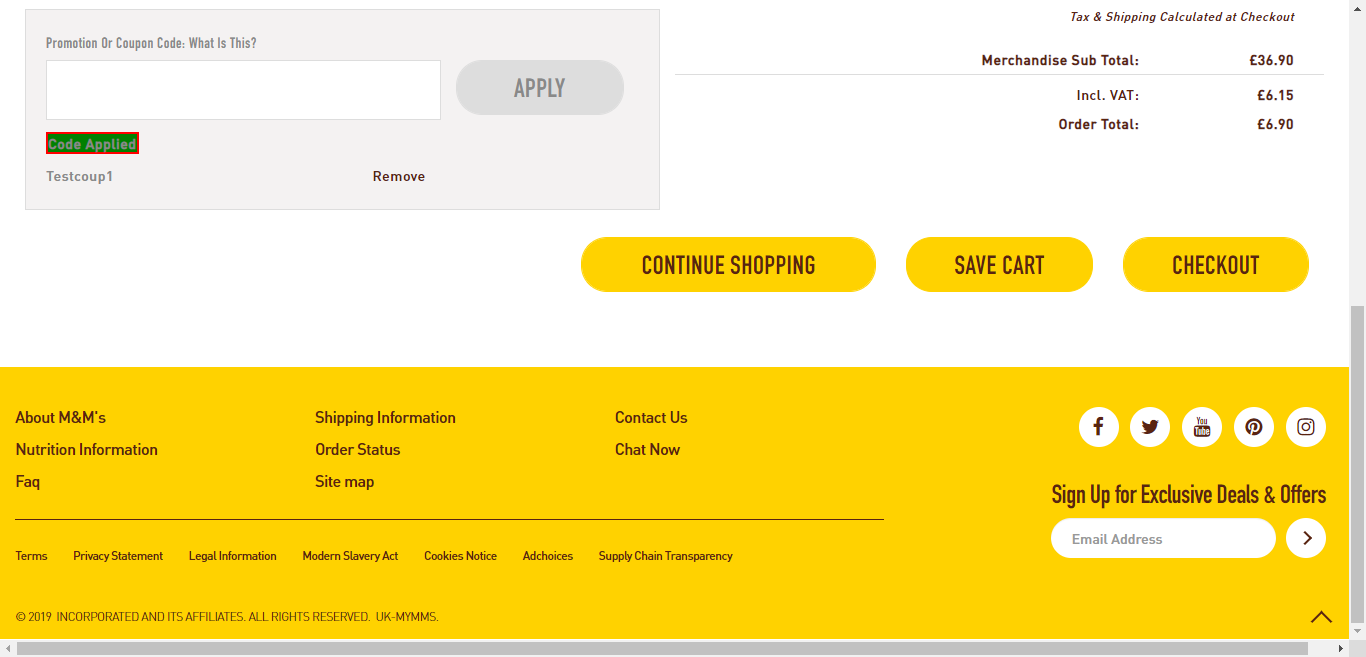 Tax & Shipping Calculated at Checkout
Promotion Or Coupon Code: What Is This?
APPLY
Code Applied
Testcoup1 Remove
Merchandise Sub Total: £36.90
Incl. VAT: £6.15
Order Total: £6.90
CONTINUE SHOPPING SAVE CART CHECKOUT
About M&M's Shipping Information Contact Us
Nutrition Information Order Status Chat Now
Faq Site map
You Tube
Sign Up for Exclusive Deals & Offers
Email Address
Terms Privacy Statement Legal Information Modern Slavery Act Cookies Notice Adchoices Supply Chain Transparency
© 2019 INCORPORATED AND ITS AFFILIATES. ALL RIGHTS RESERVED. UK-MYMMS.